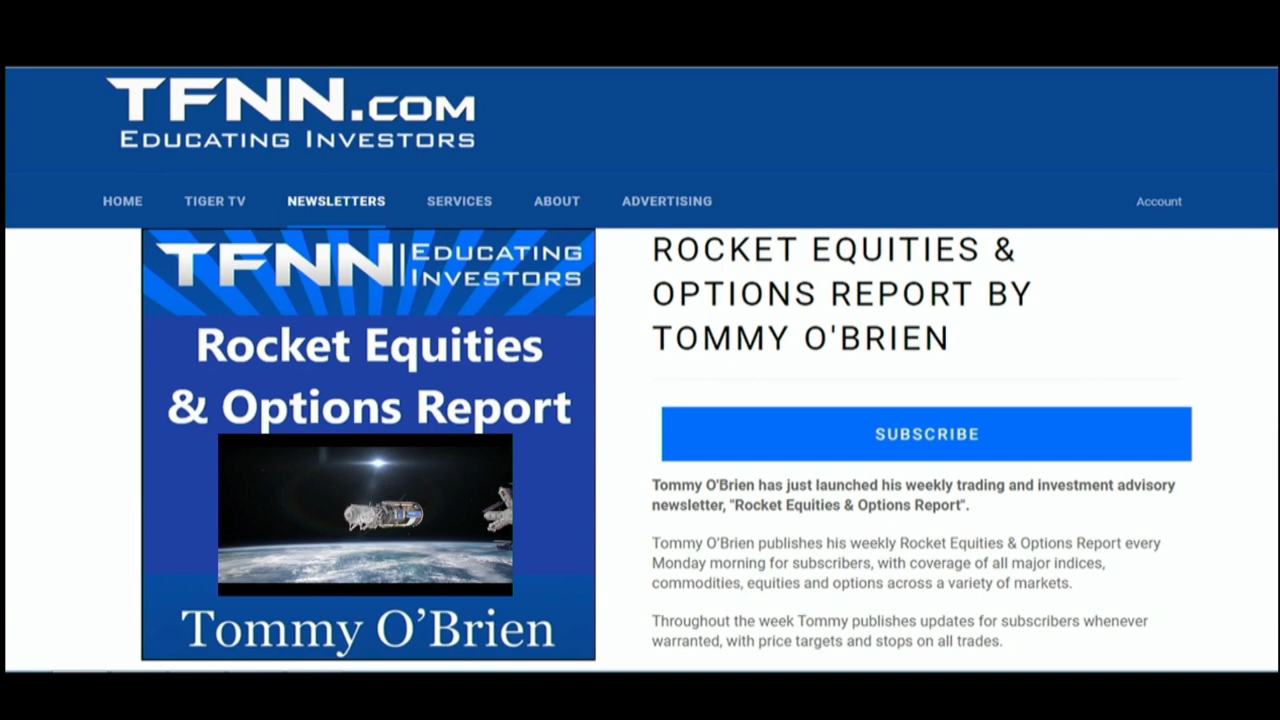 TFNN.COM
EDUCATING INVESTORS
HOME TIGER TV NEWSLETTERS SERVICES ABOUT ADVERTISING Account
TFNN EDUCATING
INVESTORS
Rocket Equities
& Options Report
Tommy O’Brien
ROCKET EQUITIES &
OPTIONS REPORT BY
TOMMY O'BRIEN
SUBSCRIBE
Tommy O'Brien has just launched his weekly trading and investment advisory
newsletter, "Rocket Equities & Options Report".
Tommy O'Brien publishes his weekly Rocket Equities & Options Report every
Monday morning for subscribers, with coverage of all major indices,
commodities, equities and options across a variety of markets.
Throughout the week Tommy publishes updates for subscribers whenever
warranted, with price targets and stops on all trades.